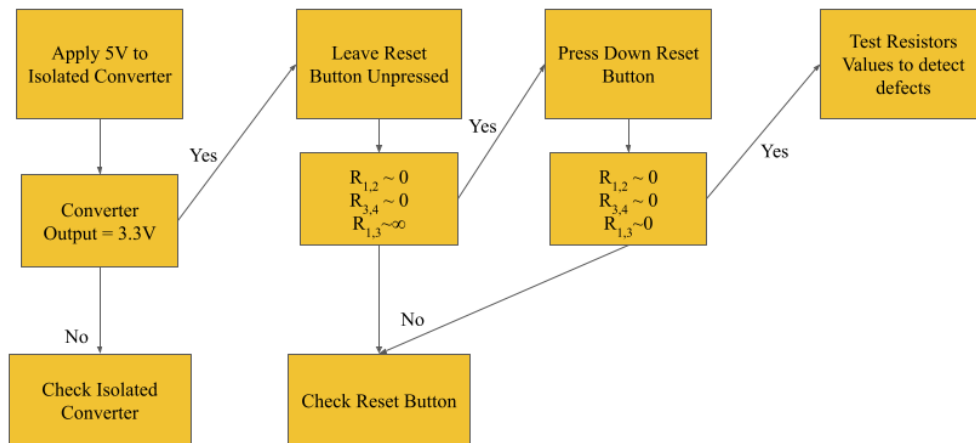 Apply 5V to
Isolated Converter
Leave Reset
Button Unpressed
Press Down Reset
Button
Test Resistors
Values to detect
defects
Yes
Yes
Yes
Converter
Output = 3.3V
R1,2 ~ 0
R3,4 ~ 0
R1,3~∞
R1,2 ~ 0
R3,4 ~ 0
R1,3~0
No
No
Check Isolated
Converter
Check Reset Button